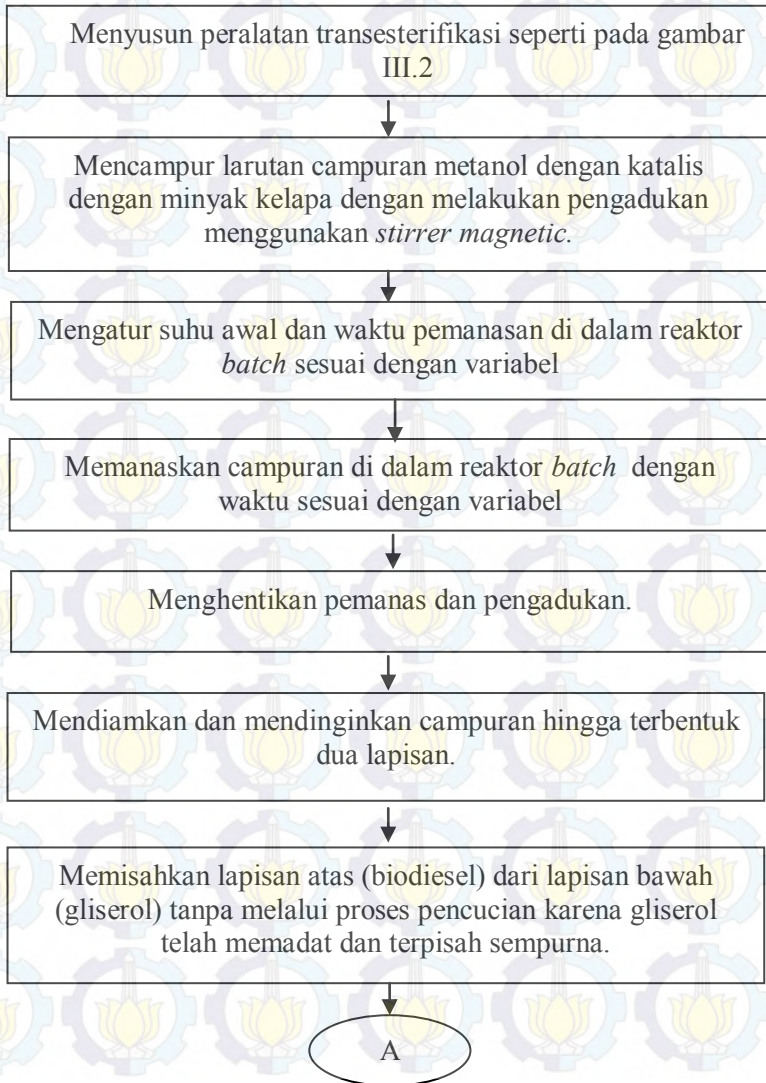 Menyusun peralatan transesterifikasi seperti pada gambar
III.2
Mencampur larutan campuran metanol dengan katalis
dengan minyak kelapa dengan melakukan pengadukan
menggunakan stirrer magnetic.
Mengatur suhu awal dan waktu pemanasan di dalam reaktor
batch sesuai dengan variabel
Memanaskan campuran di dalam reaktor batch dengan
waktu sesuai dengan variabel
Menghentikan pemanas dan pengadukan.
Mendiamkan dan mendinginkan campuran hingga terbentuk
dua lapisan.
Memisahkan lapisan atas (biodiesel) dari lapisan bawah
(gliserol) tanpa melalui proses pencucian karena gliserol
telah memadat dan terpisah sempurna.
A